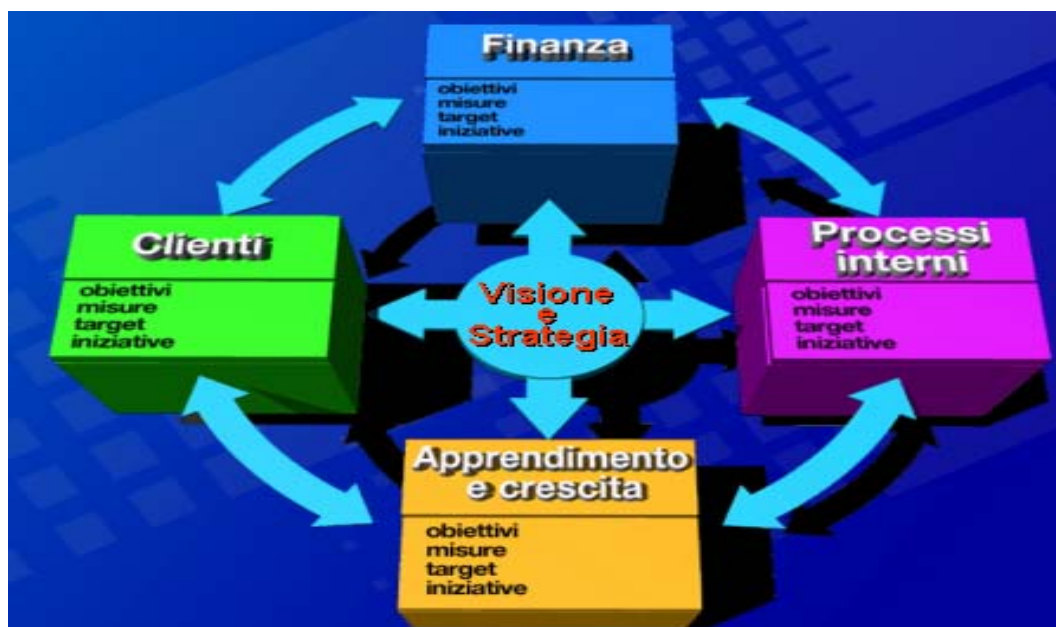 Finanza
obiettivi
misure
target
iniziative
Clienti
obiettivi
misure
target
iniziative
Visione
e
Strategia
Processi
interni
obiettivi
misure
target
iniziative
Apprendimento
e crescita
obiettivi
misure
target
iniziative